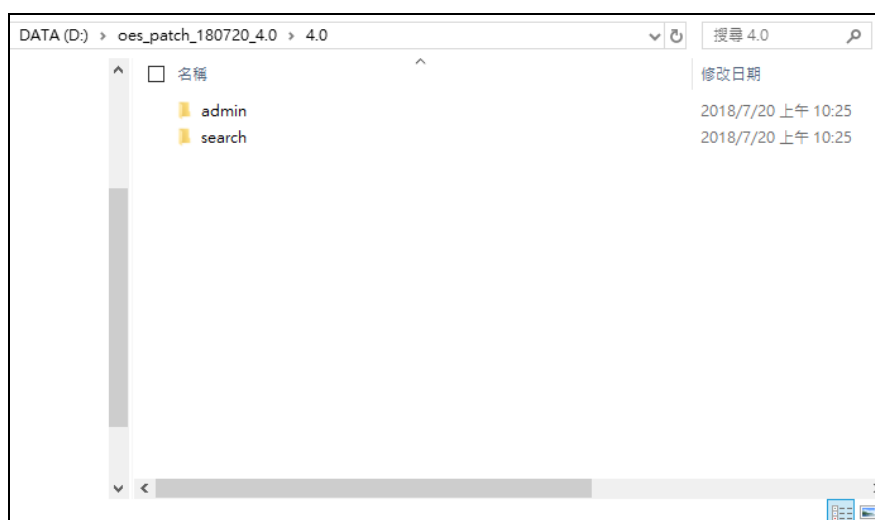 DATA (D:) > oes_patch_180720_4.0 > 4.0 搜尋 4.0
名稱 修改日期
admin 2018/7/20 上午 10:25
search 2018/7/20 上午 10:25